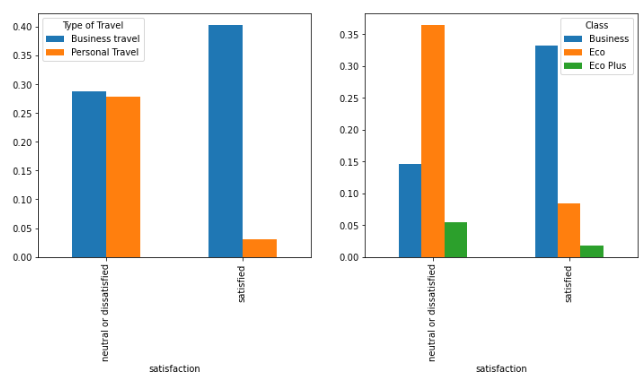 Type of Travel
Business travel
Personal Travel
0.40
0.35
0.30
0.25
0.20
0.15
0.10
0.05
0.00
neutral or dissatisfied
satisfied
satisfaction
Class
Business
Eco
Eco Plus
0.35
0.30
0.25
0.20
0.15
0.10
0.05
0.00
neutral or dissatisfied
satisfied
satisfaction